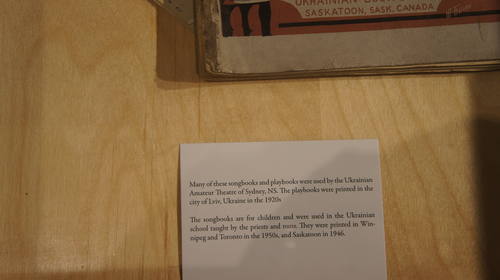 SASKATOON, SASK. CANADA
Many of these songbooks and playbooks were used by the Ukrainian
Amateur Theatre of Sydney, NS. The playbooks were printed in the
city of Lviv, Ukraine in the 1920s
The songbooks are for children and were used in the Ukrainian
school taught by the priests and nuns. They were printed in Win-
nipeg and Toronto in the 1950s, and Saskatoon in 1946.